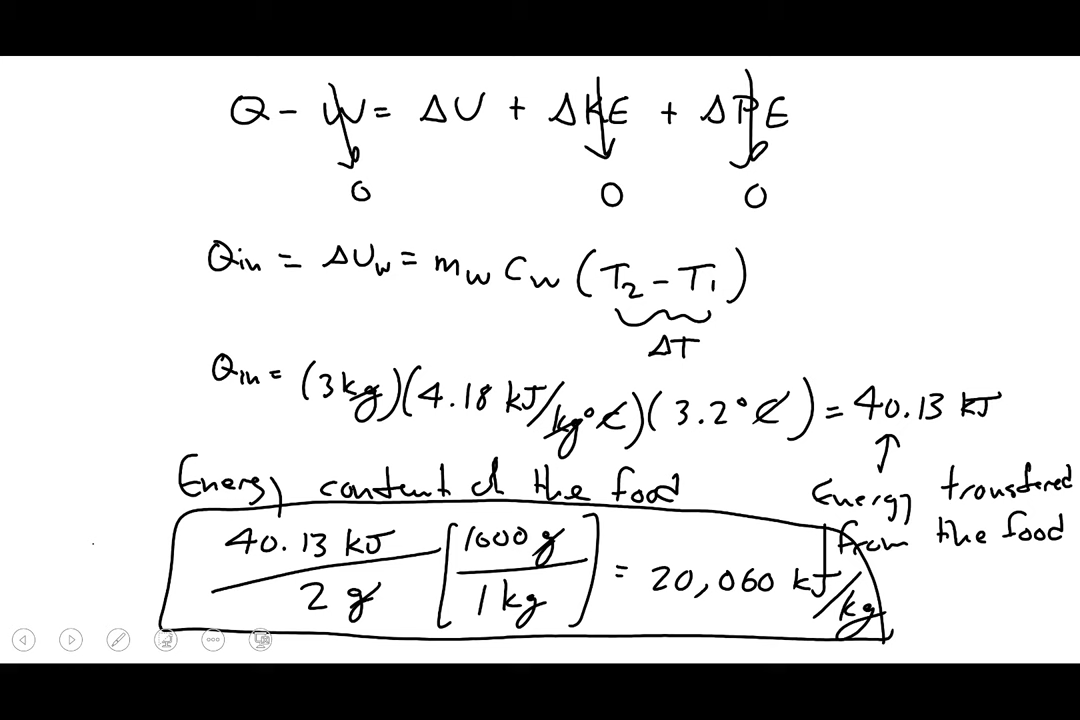 Q - W = ΔU + ΔKE + ΔPE
0 0 0
Qin = ΔUw = mw Cw (T2 - T1)
ΔT
Qin = (3kg)(4.18 kJ/kg°C)(3.2°C) = 40.13 kJ
Energy content of the food
Energy transfered
from the food
40.13 kJ / 2 g [1000 g / 1 kg] = 20,060 kJ/kg